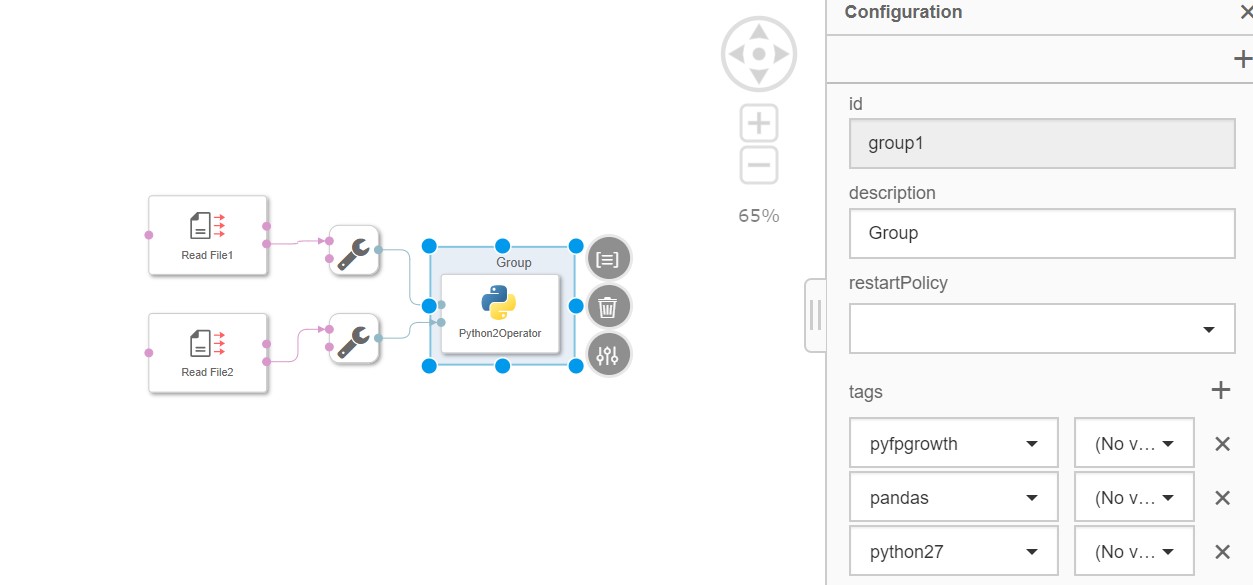 Configuration
id
group1
description
Group
restartPolicy
tags
pyfpgrowth
(No v...
pandas
(No v...
python27
(No v...
65%
Read File1
Read File2
Group
Python2Operator